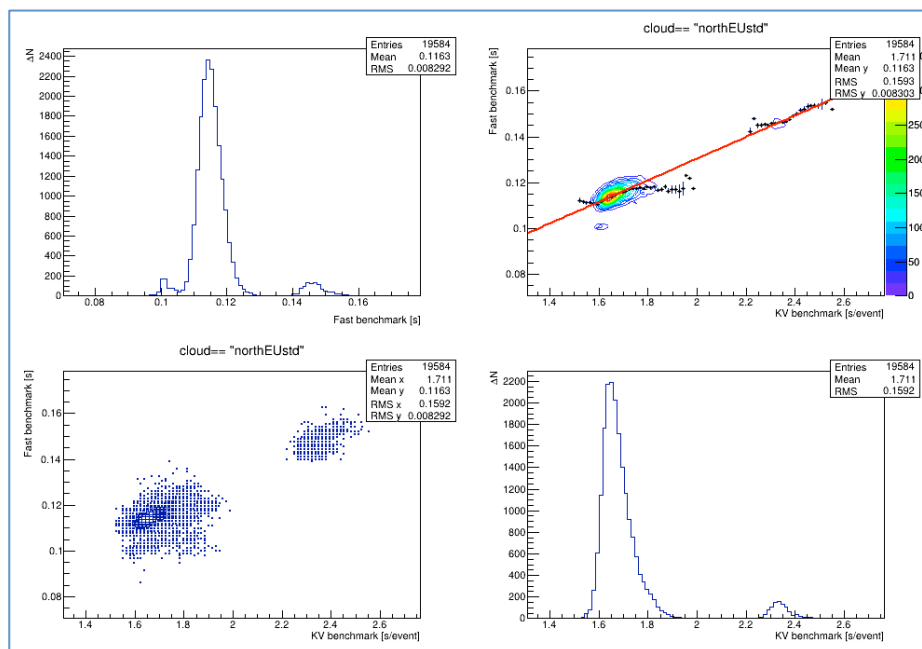 Entries 19584
Mean 0.1163
RMS 0.008292
ΔN
2400
2200
2000
1800
1600
1400
1200
1000
800
600
400
200
0
0.08 0.1 0.12 0.14 0.16
Fast benchmark [s]
cloud== "northEUstd"
Entries 19584
Mean 1.711
Mean y 0.1163
RMS 0.1593
RMS y 0.008303
Fast benchmark [s]
0.16
0.14
0.12
0.1
0.08
250
200
150
100
50
0
1.4 1.6 1.8 2 2.2 2.4 2.6
KV benchmark [s/event]
cloud== "northEUstd"
Entries 19584
Mean x 1.711
Mean y 0.1163
RMS x 0.1592
RMS y 0.008292
Fast benchmark [s]
0.16
0.14
0.12
0.1
0.08
1.4 1.6 1.8 2 2.2 2.4 2.6
KV benchmark [s/event]
Entries 19584
Mean 1.711
RMS 0.1592
ΔN
2200
2000
1800
1600
1400
1200
1000
800
600
400
200
0
1.4 1.6 1.8 2 2.2 2.4 2.6
KV benchmark [s/event]